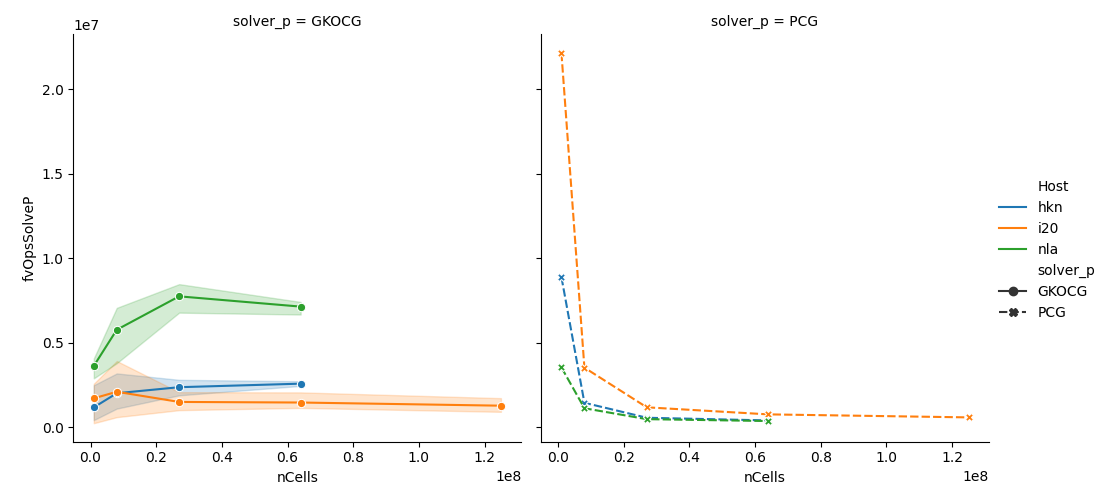 solver_p = GKOCG
solver_p = PCG
1e7
fvOpsSolveP
2.0
1.5
1.0
0.5
0.0
0.0 0.2 0.4 0.6 0.8 1.0 1.2
1e8
nCells
0.0 0.2 0.4 0.6 0.8 1.0 1.2
1e8
nCells
Host
hkn
i20
nla
solver_p
GKOCG
PCG